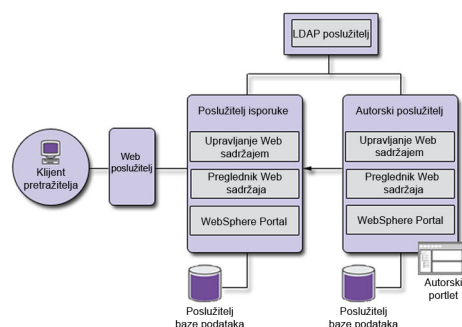 LDAP poslužitelj
Poslužitelj isporuke
Upravljanje Web
sadržajem
Preglednik Web
sadržaja
WebSphere Portal
Autorski poslužitelj
Upravljanje Web
sadržajem
Preglednik Web
sadržaja
WebSphere Portal
Web
poslužitelj
Klijent
pretražitelja
Autorski
portlet
Poslužitelj
baze podataka
Poslužitelj
baze podataka